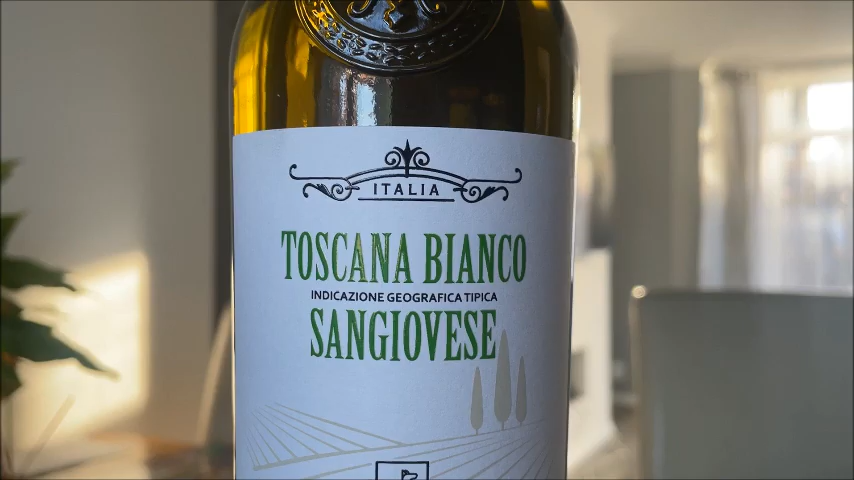 ITALIA
TOSCANA BIANCO
INDICAZIONE GEOGRAFICA TIPICA
SANGIOVESE